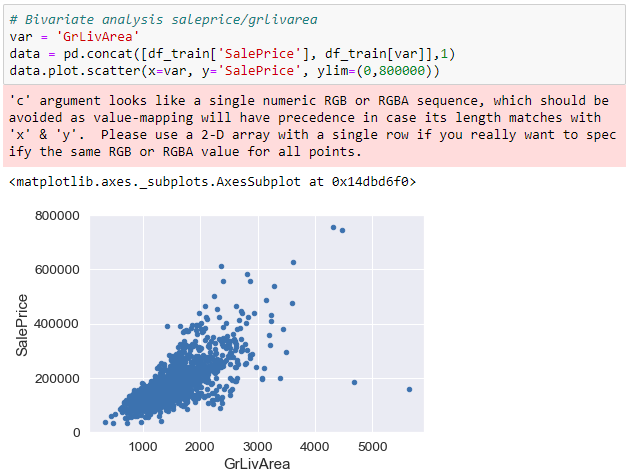 # Bivariate analysis saleprice/grlivarea
var = 'GrLivArea'
data = pd.concat([df_train['SalePrice'], df_train[var]],1)
data.plot.scatter(x=var, y='SalePrice', ylim=(0,800000))
'c' argument looks like a single numeric RGB or RGBA sequence, which should be
avoided as value-mapping will have precedence in case its length matches with
'x' & 'y'.  Please use a 2-D array with a single row if you really want to spec
ify the same RGB or RGBA value for all points.
<matplotlib.axes._subplots.AxesSubplot at 0x14dbd6f0>
800000
600000
400000
200000
0
SalePrice
1000 2000 3000 4000 5000
GrLivArea